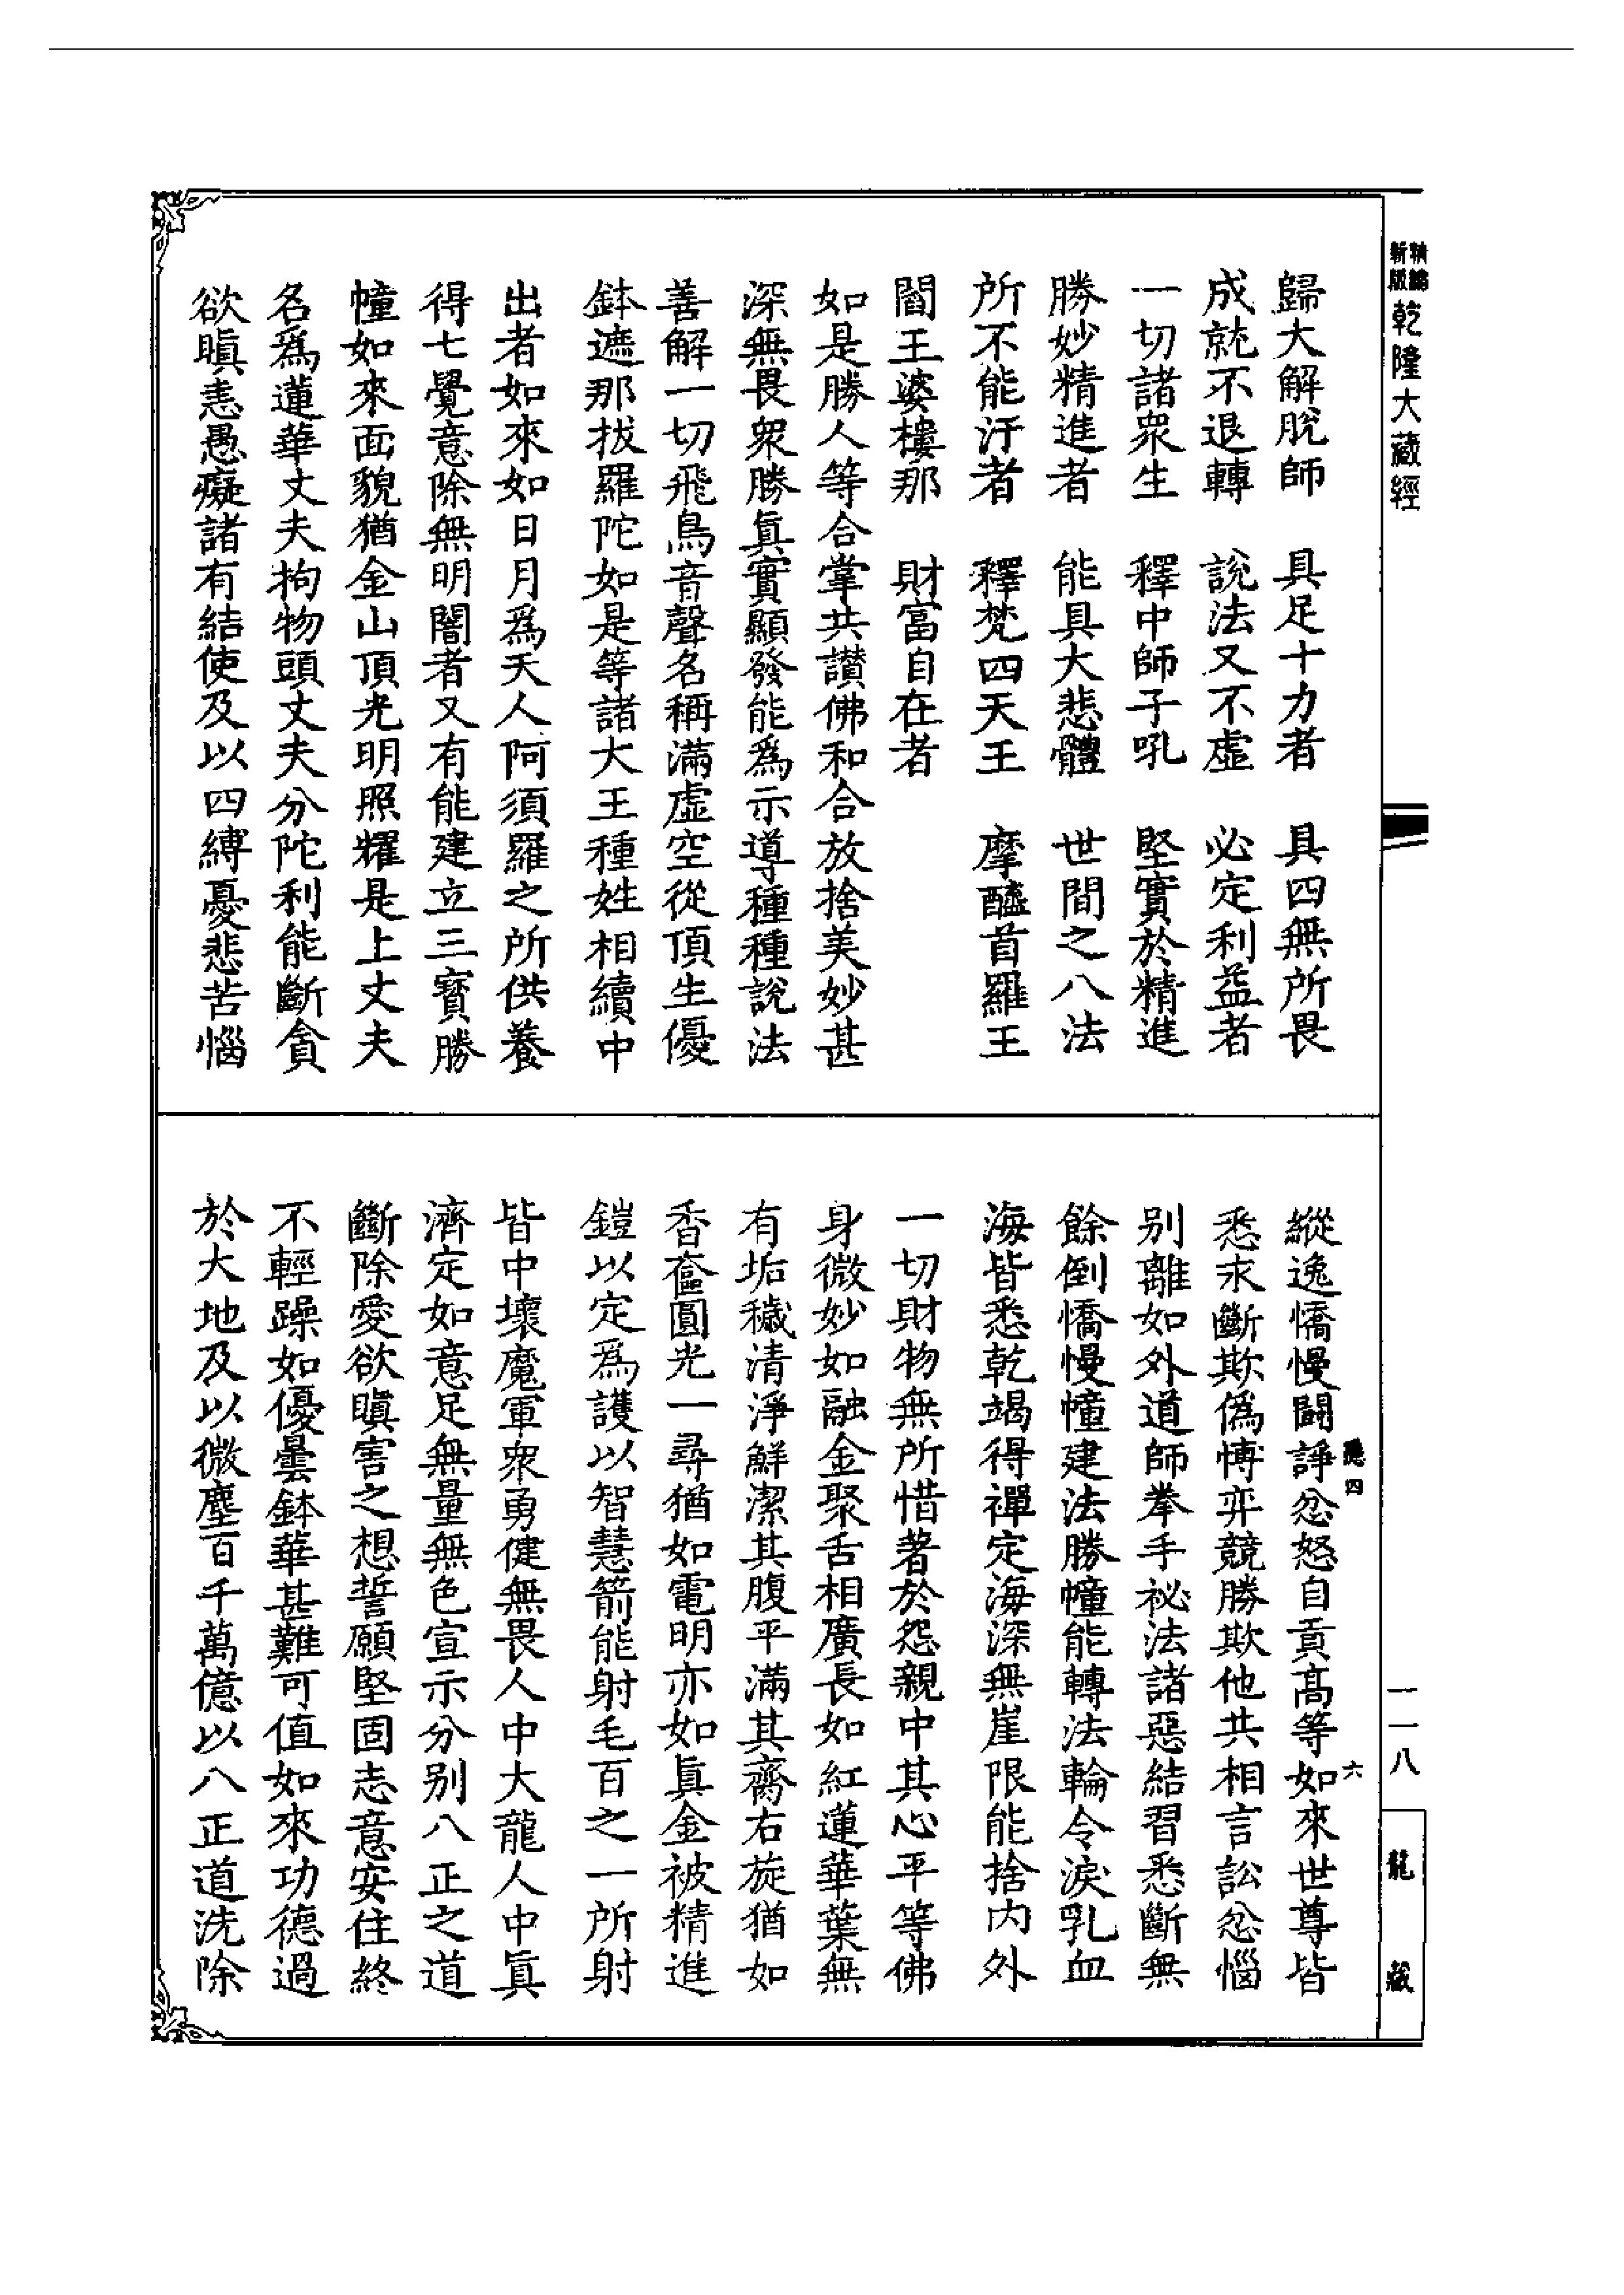 新編
新版
乾隆大藏經
歸大解脫師　具足十力者　具四無所畏
成就不退轉　說法又不虛　必定利益者
一切諸衆生　釋中師子吼　堅實於精進
勝妙精進者　能具大悲體　世間之八法
所不能汙者　釋梵四天王　摩醯首羅王
閻王婆樓那　財富自在者
如是勝人等合掌共讃佛和合放捨美妙甚
深無畏衆勝眞實顯發能爲示導種種說法
善解一切飛鳥音聲名稱滿虛空從頂生優
鉢遮那拔羅陀如是等諸大王種姓相續中
出者如來如日月爲天人阿須羅之所供養
得七覺意除無明闇者又有能建立三寳勝
幢如來面貌猶金山頂光明照耀是上丈夫
名爲蓮華丈夫拘物頭丈夫分陀利能斷貪
欲瞋恚愚癡諸有結使及以四縛憂悲苦惱
縱逸憍慢鬪諍忿怒自貢高等如來世尊皆
悉永斷欺僞博弈競勝欺他共相言訟忿惱
別離如外道師拳手祕法諸惡結習悉斷無
餘倒憍慢幢建法勝幢能轉法輪令淚乳血
海皆悉乾竭得禪定海深無崖限能捨內外
一切財物無所惜著於怨親中其心平等佛
身微妙如融金聚舌相廣長如紅蓮華葉無
有垢穢清淨鮮潔其腹平滿其臍右旋猶如
香奩圓光一尋猶如電明亦如眞金被精進
鎧以定爲護以智慧箭能射毛百之一所射
皆中壞魔軍衆勇健無畏人中大龍人中眞
濟定如意足無量無色宣示分別八正之道
斷除愛欲瞋害之想誓願堅固志意安住終
不輕躁如優曇鉢華甚難可值如來功德過
於大地及以微塵百千萬億以八正道洗除
四
六
一一八
龍藏